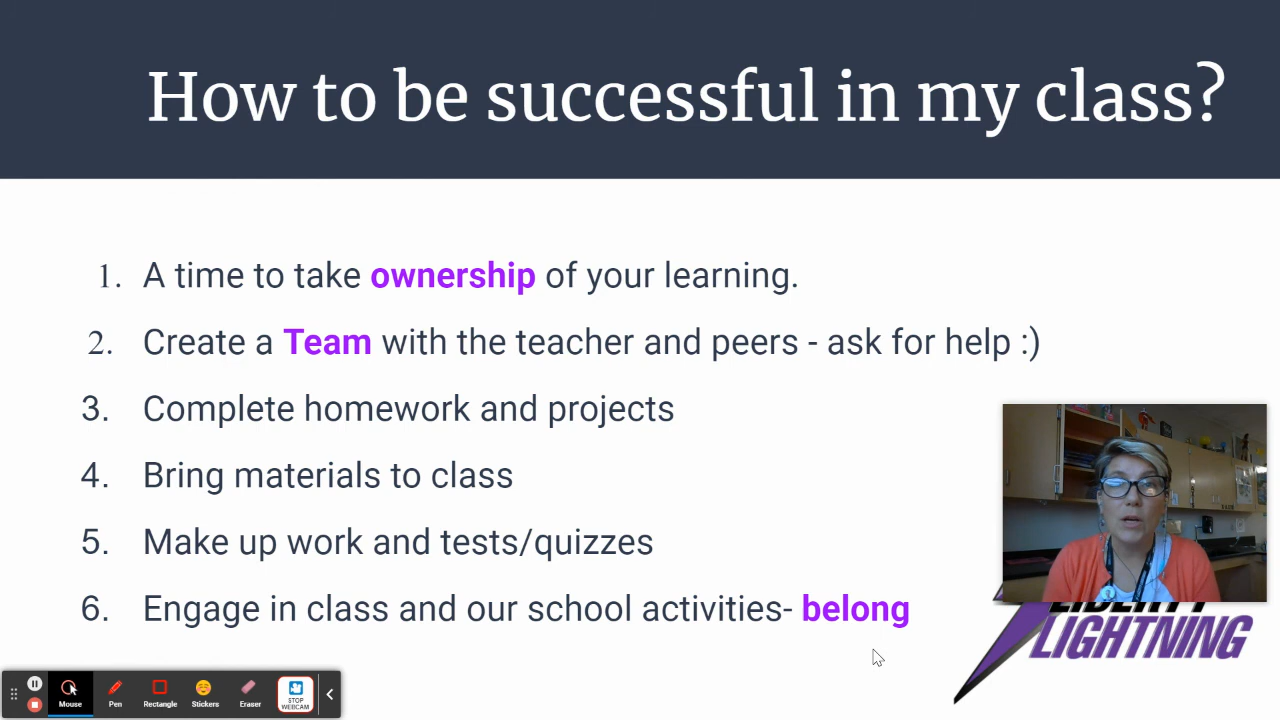 How to be successful in my class?
1. A time to take ownership of your learning.
2. Create a Team with the teacher and peers - ask for help :)
3. Complete homework and projects
4. Bring materials to class
5. Make up work and tests/quizzes
6. Engage in class and our school activities- belong
LIBERTY
LIGHTNING
Mouse
Pen
Rectangle
Stickers
Eraser
STOP
WEBCAM